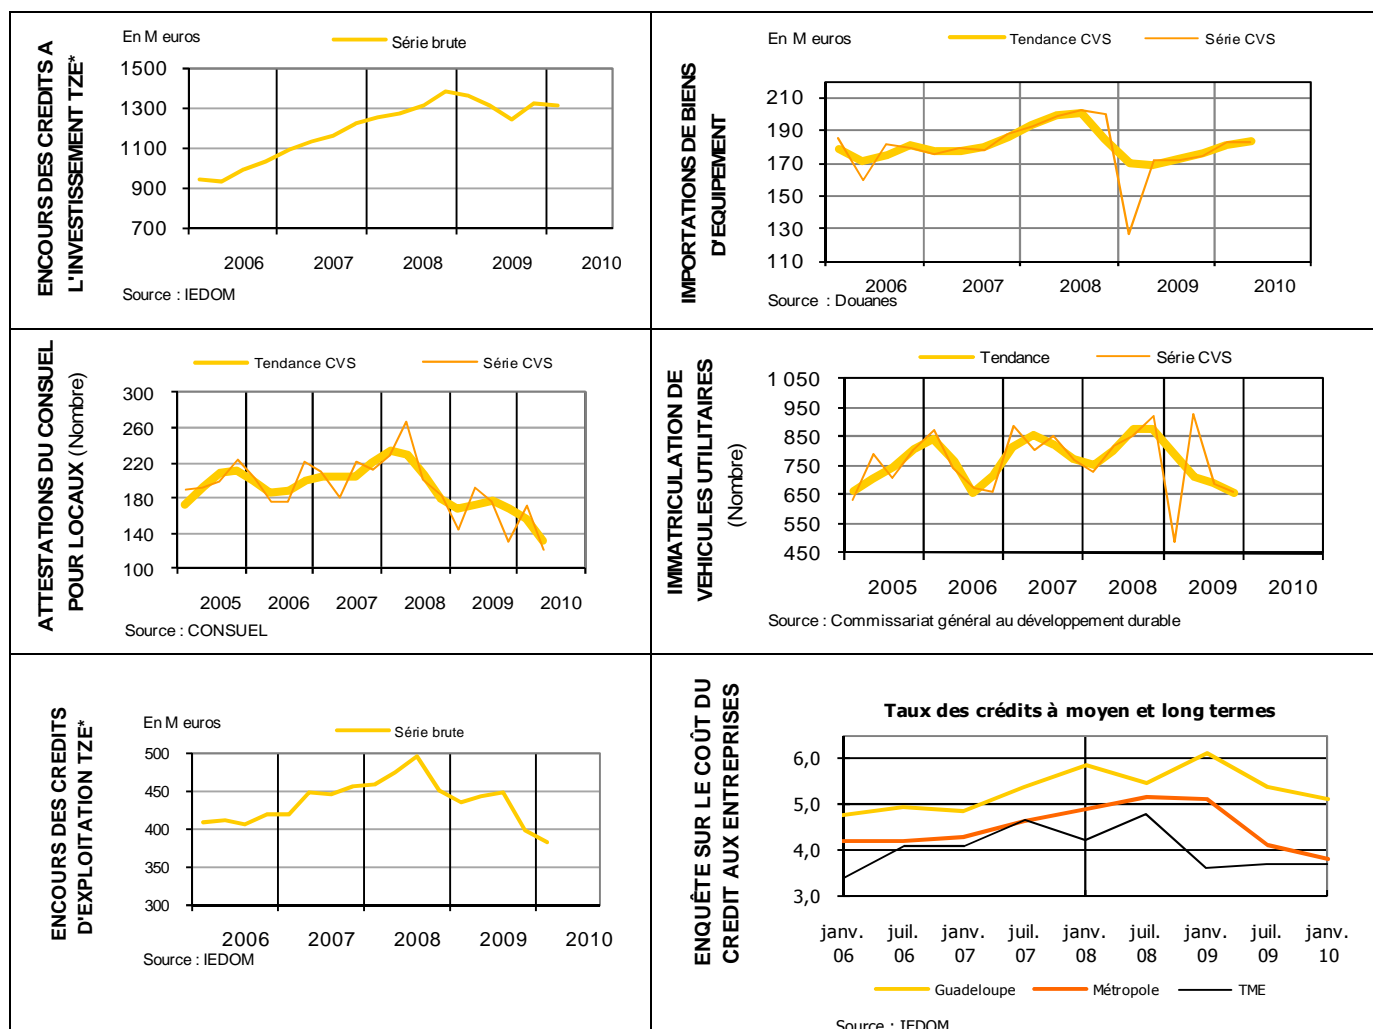 ENCOURS DES CREDITS A
L'INVESTISSEMENT TZE*
En M euros
Série brute
1500
1300
1100
900
700
2006 2007 2008 2009 2010
Source : IEDOM
IMPORTATIONS DE BIENS
D'EQUIPEMENT
En M euros
Tendance CVS Série CVS
210
190
170
150
130
110
2006 2007 2008 2009 2010
Source : Douanes
ATTESTATIONS DU CONSUEL
POUR LOCAUX (Nombre)
Tendance CVS Série CVS
300
260
220
180
140
100
2005 2006 2007 2008 2009 2010
Source : CONSUEL
IMMATRICULATION DE
VEHICULES UTILITAIRES
(Nombre)
Tendance Série CVS
1 050
950
850
750
650
550
450
2005 2006 2007 2008 2009 2010
Source : Commissariat général au développement durable
ENCOURS DES CREDITS
D'EXPLOITATION TZE*
En M euros
Série brute
500
450
400
350
300
2006 2007 2008 2009 2010
Source : IEDOM
ENQUÊTE SUR LE COÛT DU
CREDIT AUX ENTREPRISES
Taux des crédits à moyen et long termes
6,0
5,0
4,0
3,0
janv. juil. janv. juil. janv. juil. janv. juil. janv.
06 06 07 07 08 08 09 09 10
Guadeloupe Métropole TME
Source : IEDOM